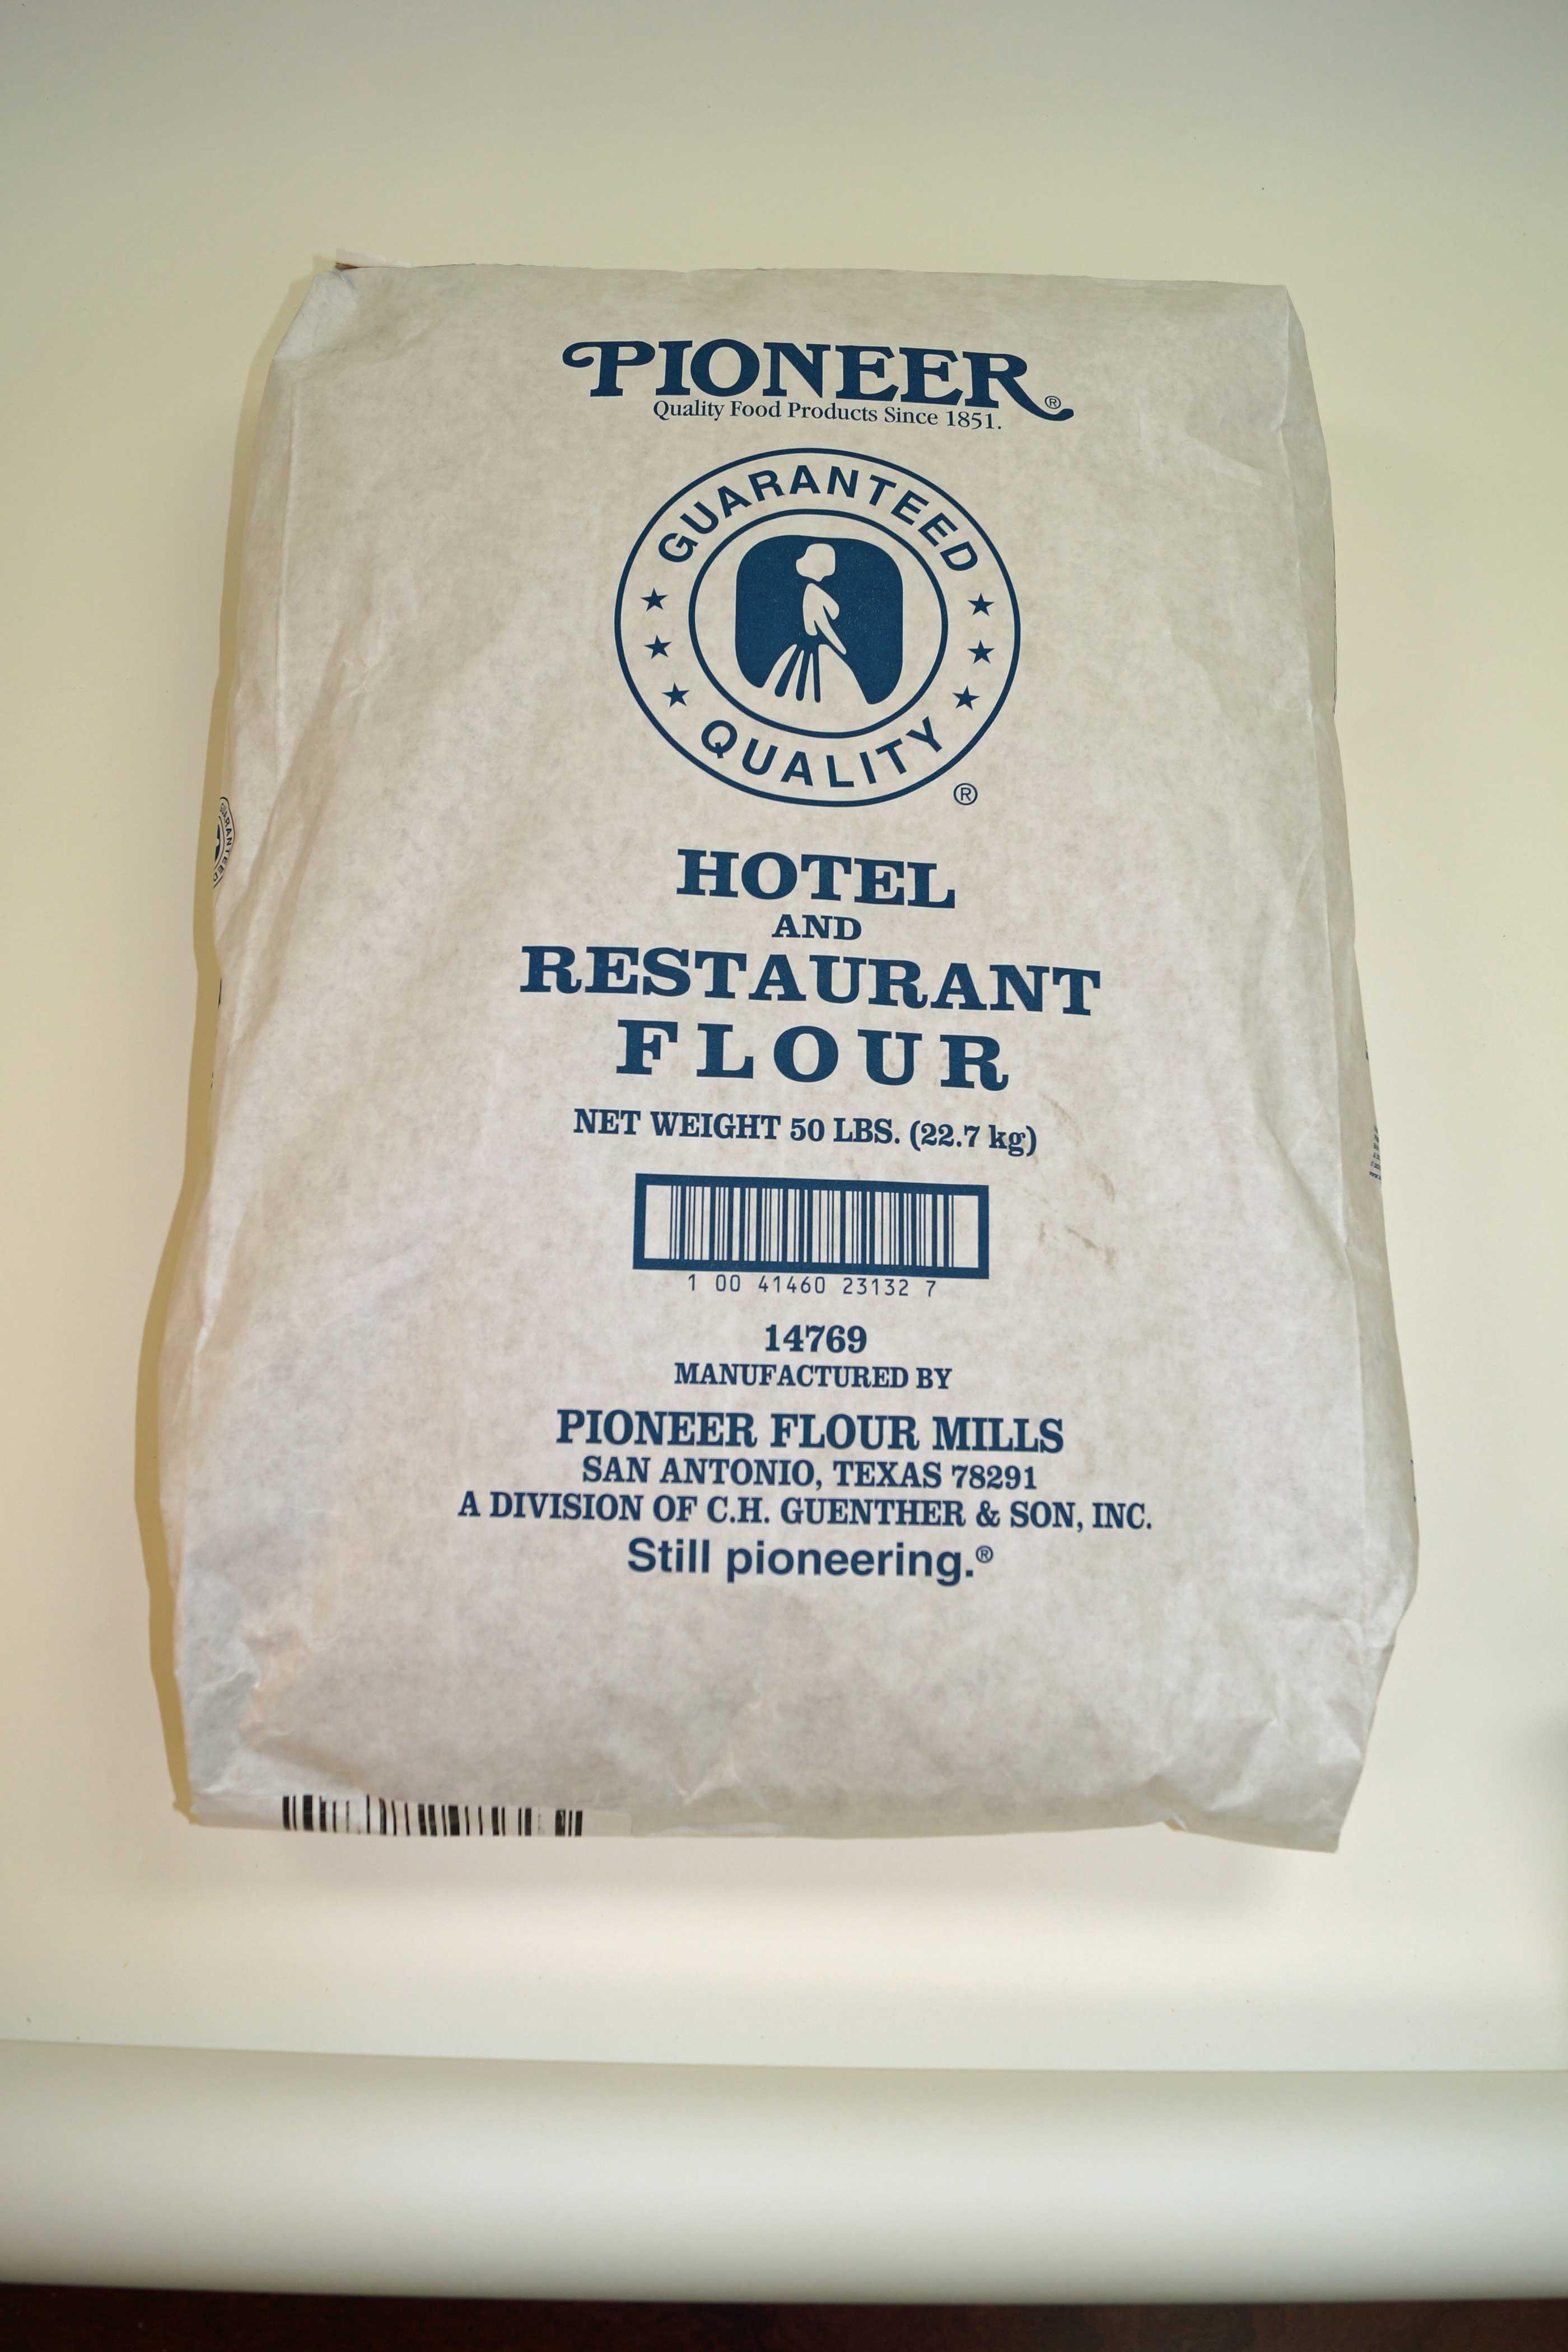 PIONEER®
Quality Food Products Since 1851.
GUARANTEED
QUALITY
®
HOTEL
AND
RESTAURANT
FLOUR
NET WEIGHT 50 LBS. (22.7 kg)
1 00 41460 23132 7
14769
MANUFACTURED BY
PIONEER FLOUR MILLS
SAN ANTONIO, TEXAS 78291
A DIVISION OF C.H. GUENTHER & SON, INC.
Still pioneering.®